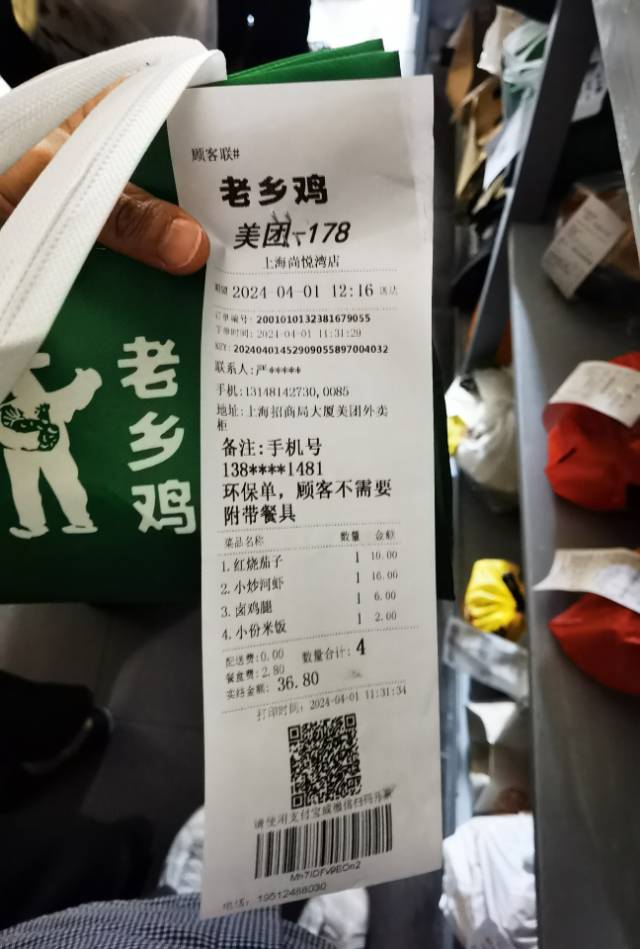 顾客联#
老乡鸡
美团-178
上海尚悦湾店
期望 2024-04-01 12:16 送达
订单编号: 2001010132381679055
下单时间: 2024-04-01 11:31:29
KEY: 20240401452909055897004032
联系人:严*****
手机:13148142730,0085
地址:上海招商局大厦美团外卖
柜
备注:手机号
138****1481
环保单，顾客不需要
附带餐具
菜品名称 数量 金额
1.红烧茄子 1 10.00
2.小炒河虾 1 16.00
3.卤鸡腿 1 6.00
4.小份米饭 1 2.00
配送费:0.00 数量合计: 4
餐盒费:2.80
实结金额: 36.80
打印时间: 2024-04-01 11:31:34
请使用支付宝或微信扫码开票
电话: 19512488030
老乡鸡